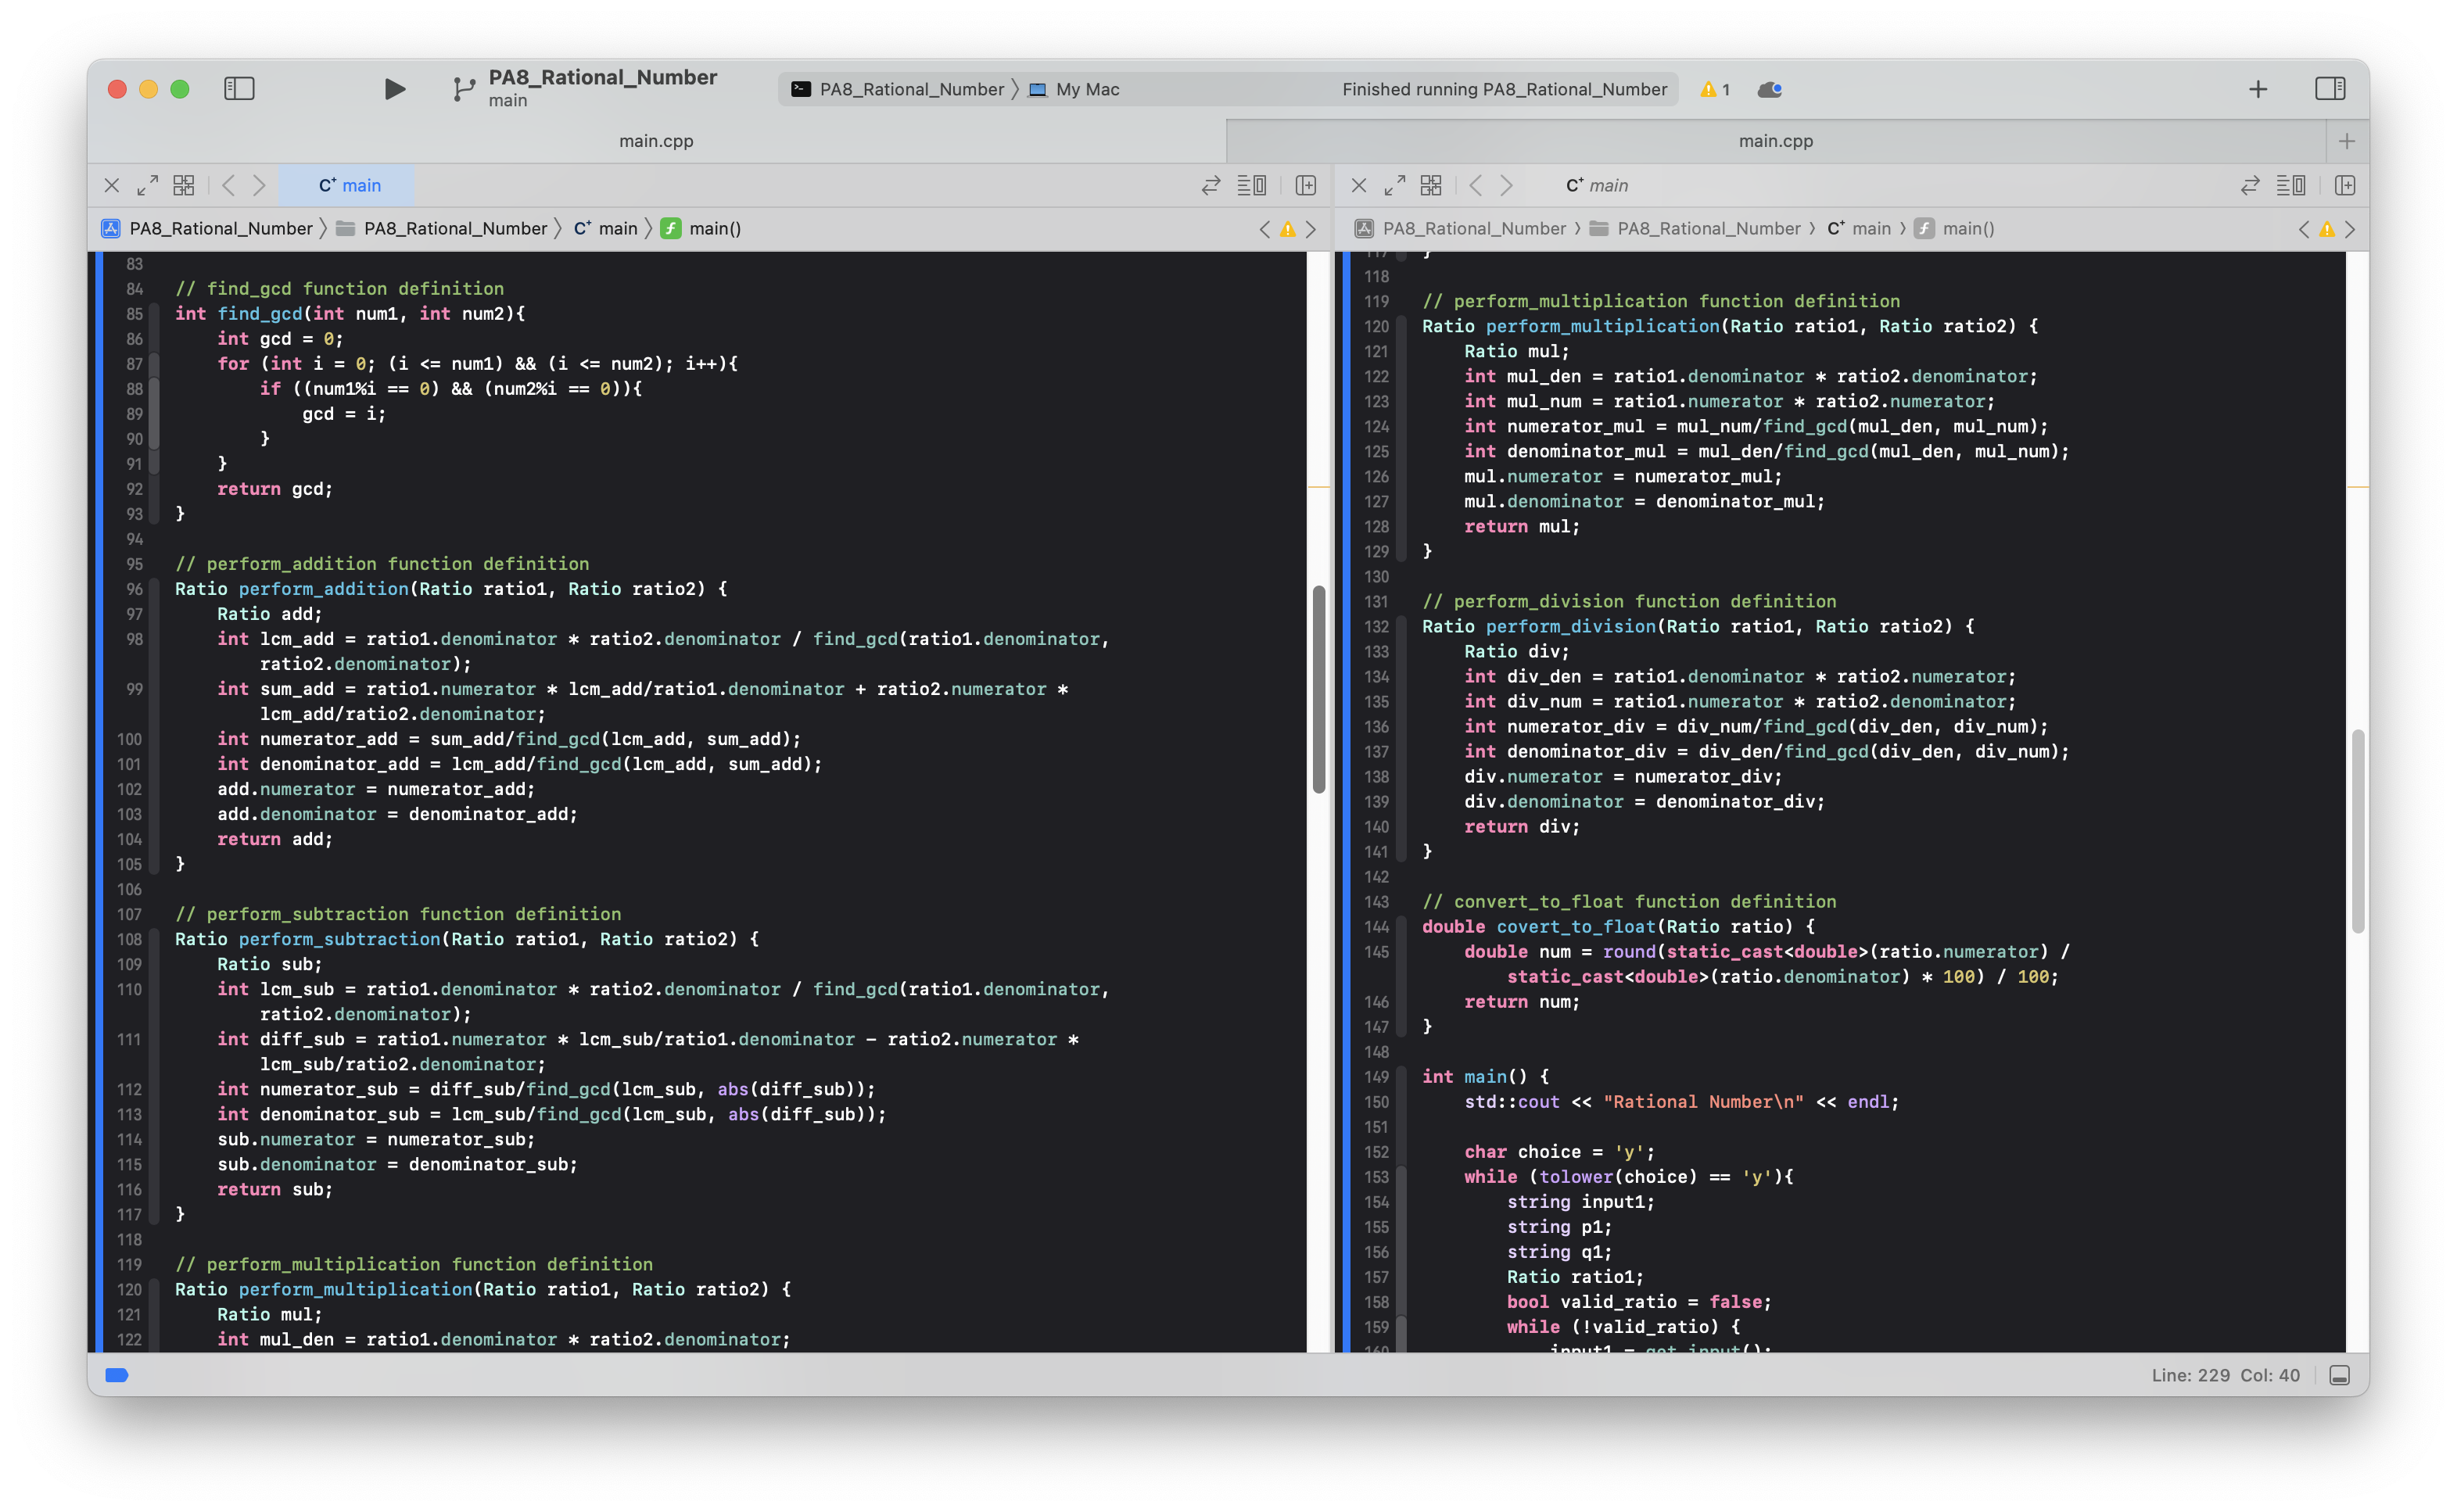 PA8_Rational_Number
main
PA8_Rational_Number 〉 My Mac
Finished running PA8_Rational_Number
1
main.cpp
main.cpp
C+ main
PA8_Rational_Number 〉 PA8_Rational_Number 〉 C+ main 〉 f main()
83
84 // find_gcd function definition
85 int find_gcd(int num1, int num2){
86     int gcd = 0;
87     for (int i = 0; (i <= num1) && (i <= num2); i++){
88         if ((num1%i == 0) && (num2%i == 0)){
89             gcd = i;
90         }
91     }
92     return gcd;
93 }
94
95 // perform_addition function definition
96 Ratio perform_addition(Ratio ratio1, Ratio ratio2) {
97     Ratio add;
98     int lcm_add = ratio1.denominator * ratio2.denominator / find_gcd(ratio1.denominator,
        ratio2.denominator);
99     int sum_add = ratio1.numerator * lcm_add/ratio1.denominator + ratio2.numerator *
        lcm_add/ratio2.denominator;
100     int numerator_add = sum_add/find_gcd(lcm_add, sum_add);
101     int denominator_add = lcm_add/find_gcd(lcm_add, sum_add);
102     add.numerator = numerator_add;
103     add.denominator = denominator_add;
104     return add;
105 }
106
107 // perform_subtraction function definition
108 Ratio perform_subtraction(Ratio ratio1, Ratio ratio2) {
109     Ratio sub;
110     int lcm_sub = ratio1.denominator * ratio2.denominator / find_gcd(ratio1.denominator,
        ratio2.denominator);
111     int diff_sub = ratio1.numerator * lcm_sub/ratio1.denominator - ratio2.numerator *
        lcm_sub/ratio2.denominator;
112     int numerator_sub = diff_sub/find_gcd(lcm_sub, abs(diff_sub));
113     int denominator_sub = lcm_sub/find_gcd(lcm_sub, abs(diff_sub));
114     sub.numerator = numerator_sub;
115     sub.denominator = denominator_sub;
116     return sub;
117 }
118
119 // perform_multiplication function definition
120 Ratio perform_multiplication(Ratio ratio1, Ratio ratio2) {
121     Ratio mul;
122     int mul_den = ratio1.denominator * ratio2.denominator;
C+ main
PA8_Rational_Number 〉 PA8_Rational_Number 〉 C+ main 〉 f main()
117 }
118
119 // perform_multiplication function definition
120 Ratio perform_multiplication(Ratio ratio1, Ratio ratio2) {
121     Ratio mul;
122     int mul_den = ratio1.denominator * ratio2.denominator;
123     int mul_num = ratio1.numerator * ratio2.numerator;
124     int numerator_mul = mul_num/find_gcd(mul_den, mul_num);
125     int denominator_mul = mul_den/find_gcd(mul_den, mul_num);
126     mul.numerator = numerator_mul;
127     mul.denominator = denominator_mul;
128     return mul;
129 }
130
131 // perform_division function definition
132 Ratio perform_division(Ratio ratio1, Ratio ratio2) {
133     Ratio div;
134     int div_den = ratio1.denominator * ratio2.numerator;
135     int div_num = ratio1.numerator * ratio2.denominator;
136     int numerator_div = div_num/find_gcd(div_den, div_num);
137     int denominator_div = div_den/find_gcd(div_den, div_num);
138     div.numerator = numerator_div;
139     div.denominator = denominator_div;
140     return div;
141 }
142
143 // convert_to_float function definition
144 double covert_to_float(Ratio ratio) {
145     double num = round(static_cast<double>(ratio.numerator) /
        static_cast<double>(ratio.denominator) * 100) / 100;
146     return num;
147 }
148
149 int main() {
150     std::cout << "Rational Number\n" << endl;
151
152     char choice = 'y';
153     while (tolower(choice) == 'y'){
154         string input1;
155         string p1;
156         string q1;
157         Ratio ratio1;
158         bool valid_ratio = false;
159         while (!valid_ratio) {
160             input1 = get_input();
Line: 229 Col: 40